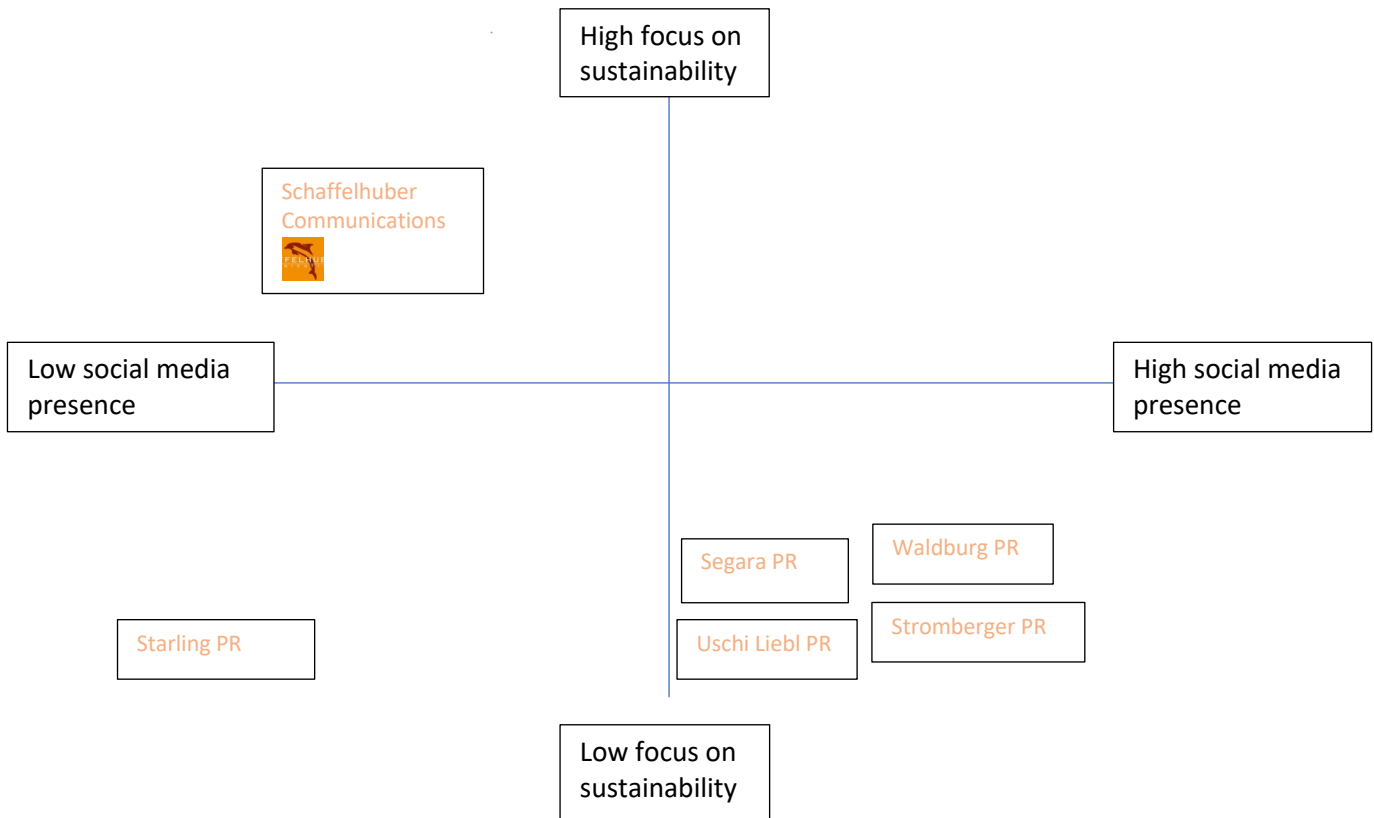 High focus on
sustainability
Schaffelhuber
Communications
Low social media
presence
High social media
presence
Segara PR
Waldburg PR
Starling PR
Uschi Liebl PR
Stromberger PR
Low focus on
sustainability